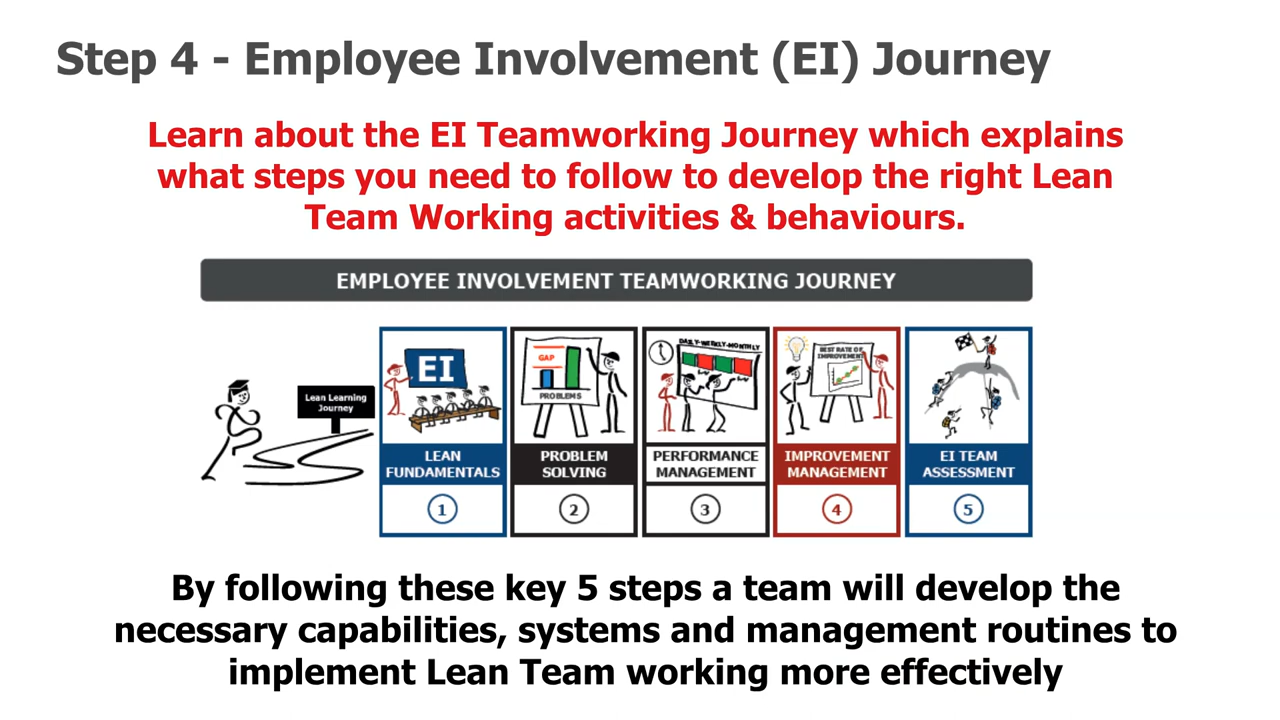 Step 4 - Employee Involvement (EI) Journey
Learn about the EI Teamworking Journey which explains
what steps you need to follow to develop the right Lean
Team Working activities & behaviours.
EMPLOYEE INVOLVEMENT TEAMWORKING JOURNEY
Lean Learning
Journey
EI
LEAN
FUNDAMENTALS
1
GAP
PROBLEMS
PROBLEM
SOLVING
2
DAILY-WEEKLY-MONTHLY
PERFORMANCE
MANAGEMENT
3
BEST RATE OF
IMPROVEMENT
IMPROVEMENT
MANAGEMENT
4
EI TEAM
ASSESSMENT
5
By following these key 5 steps a team will develop the
necessary capabilities, systems and management routines to
implement Lean Team working more effectively